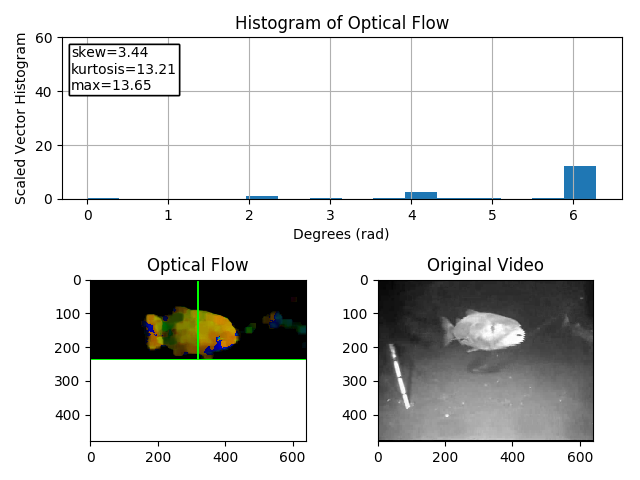 Histogram of Optical Flow
Scaled Vector Histogram
60
40
20
0
skew=3.44
kurtosis=13.21
max=13.65
0 1 2 3 4 5 6
Degrees (rad)
Optical Flow
0
100
200
300
400
0 200 400 600
Original Video
0
100
200
300
400
0 200 400 600